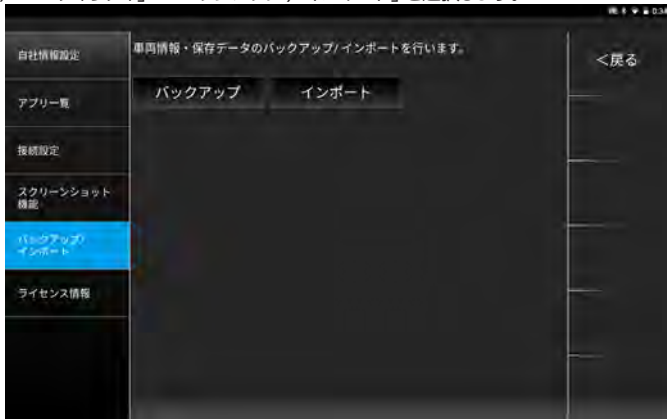 自社情報設定
車両情報・保存データのバックアップ/インポートを行います。
<戻る
バックアップ
インポート
アプリ一覧
接続設定
スクリーンショット
機能
バックアップ/
インポート
ライセンス情報